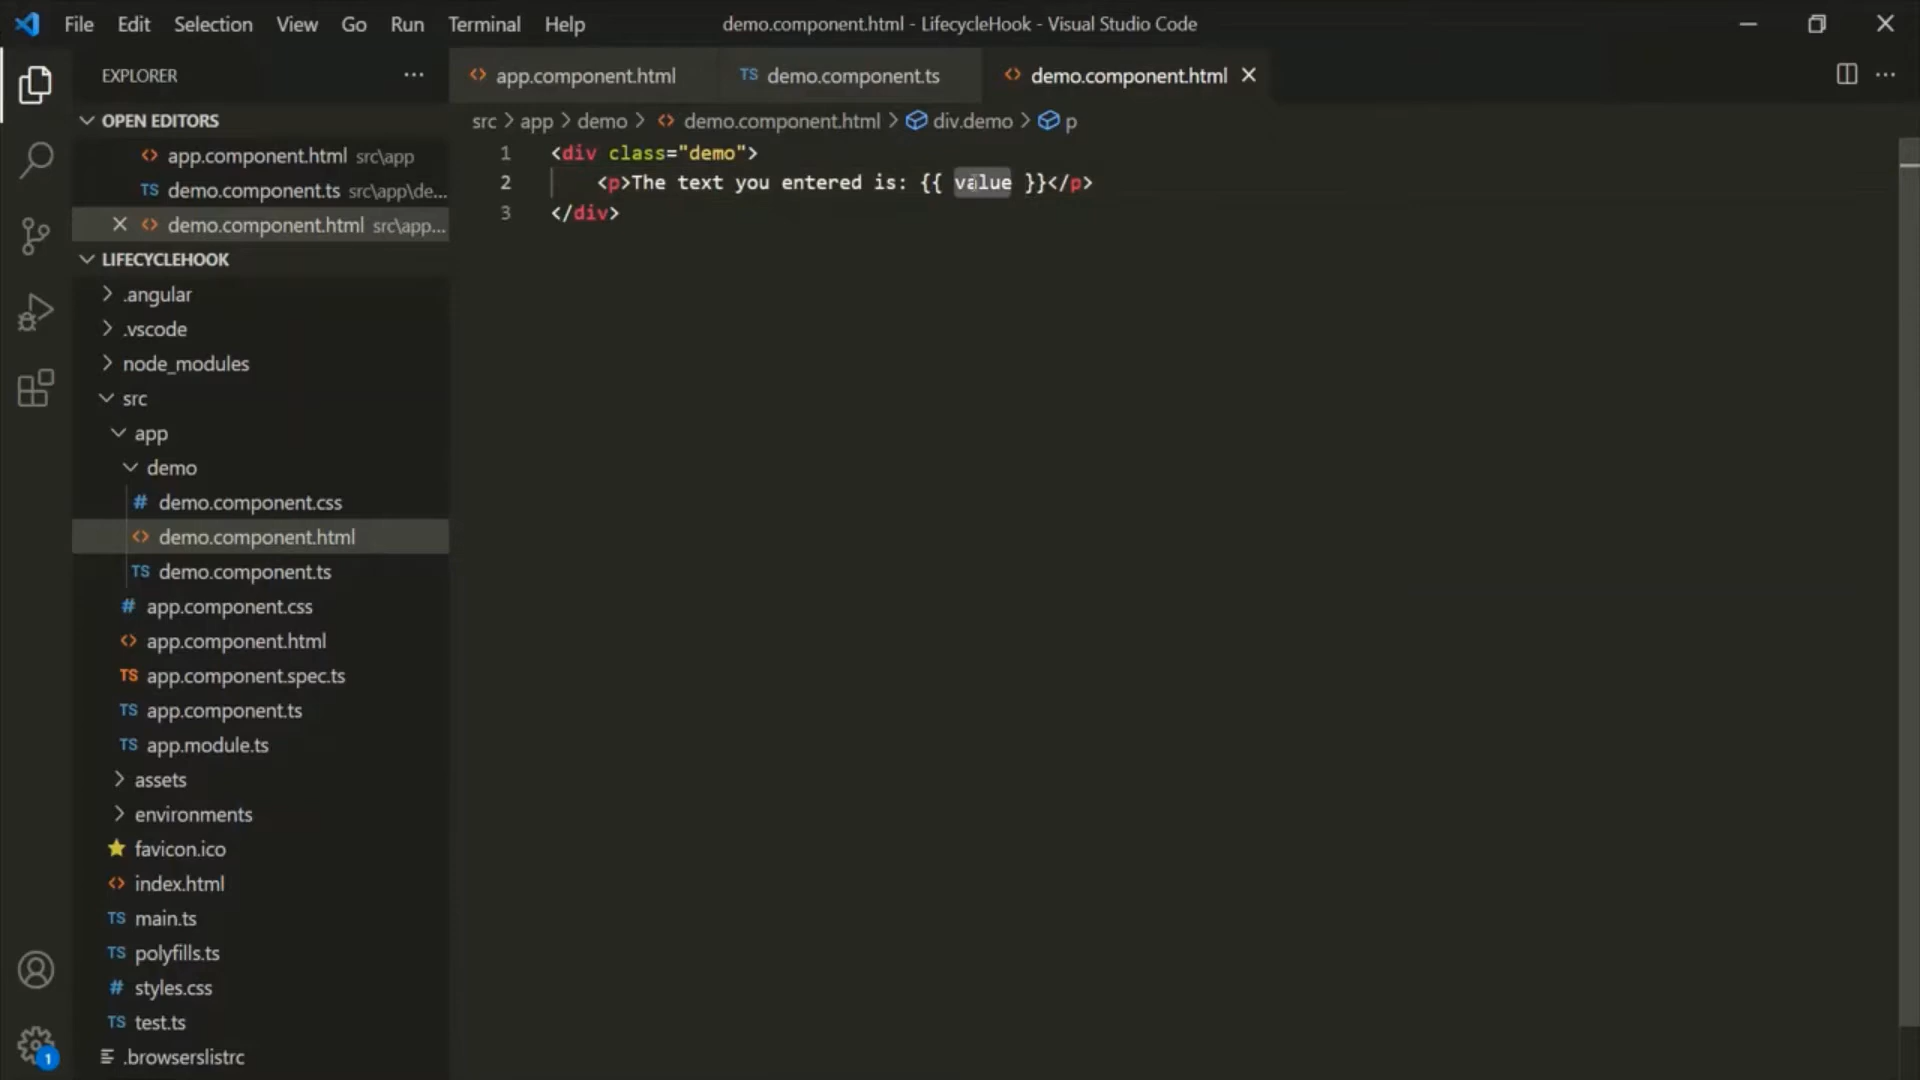 File Edit Selection View Go Run Terminal Help demo.component.html - LifecycleHook - Visual Studio Code
EXPLORER ···
OPEN EDITORS
app.component.html src\app
TS demo.component.ts src\app\de...
demo.component.html src\app...
LIFECYCLEHOOK
.angular
.vscode
node_modules
src
app
demo
# demo.component.css
<> demo.component.html
TS demo.component.ts
# app.component.css
<> app.component.html
TS app.component.spec.ts
TS app.component.ts
TS app.module.ts
assets
environments
favicon.ico
<> index.html
TS main.ts
TS polyfills.ts
# styles.css
TS test.ts
.browserslistrc
1
<> app.component.html TS demo.component.ts <> demo.component.html
src > app > demo > <> demo.component.html > div.demo > p
1 <div class="demo">
2 <p>The text you entered is: {{ value }}</p>
3 </div>